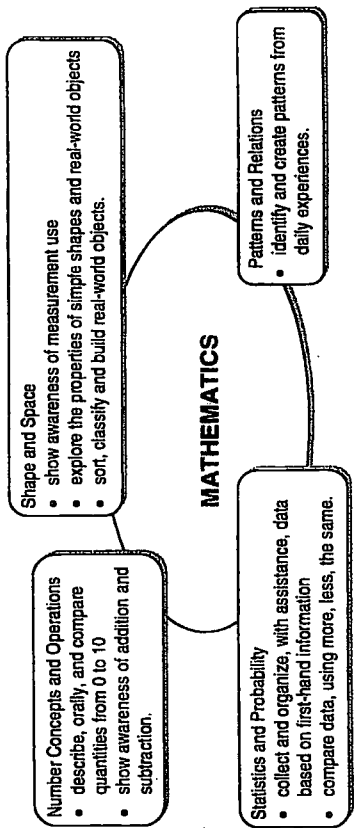 Number Concepts and Operations
• describe, orally, and compare
quantities from 0 to 10
• show awareness of addition and
subtraction.
Shape and Space
• show awareness of measurement use
• explore the properties of simple shapes and real-world objects
• sort, classify and build real-world objects.
MATHEMATICS
Statistics and Probability
• collect and organize, with assistance, data
based on first-hand information
• compare data, using more, less, the same.
Patterns and Relations
• identify and create patterns from
daily experiences.